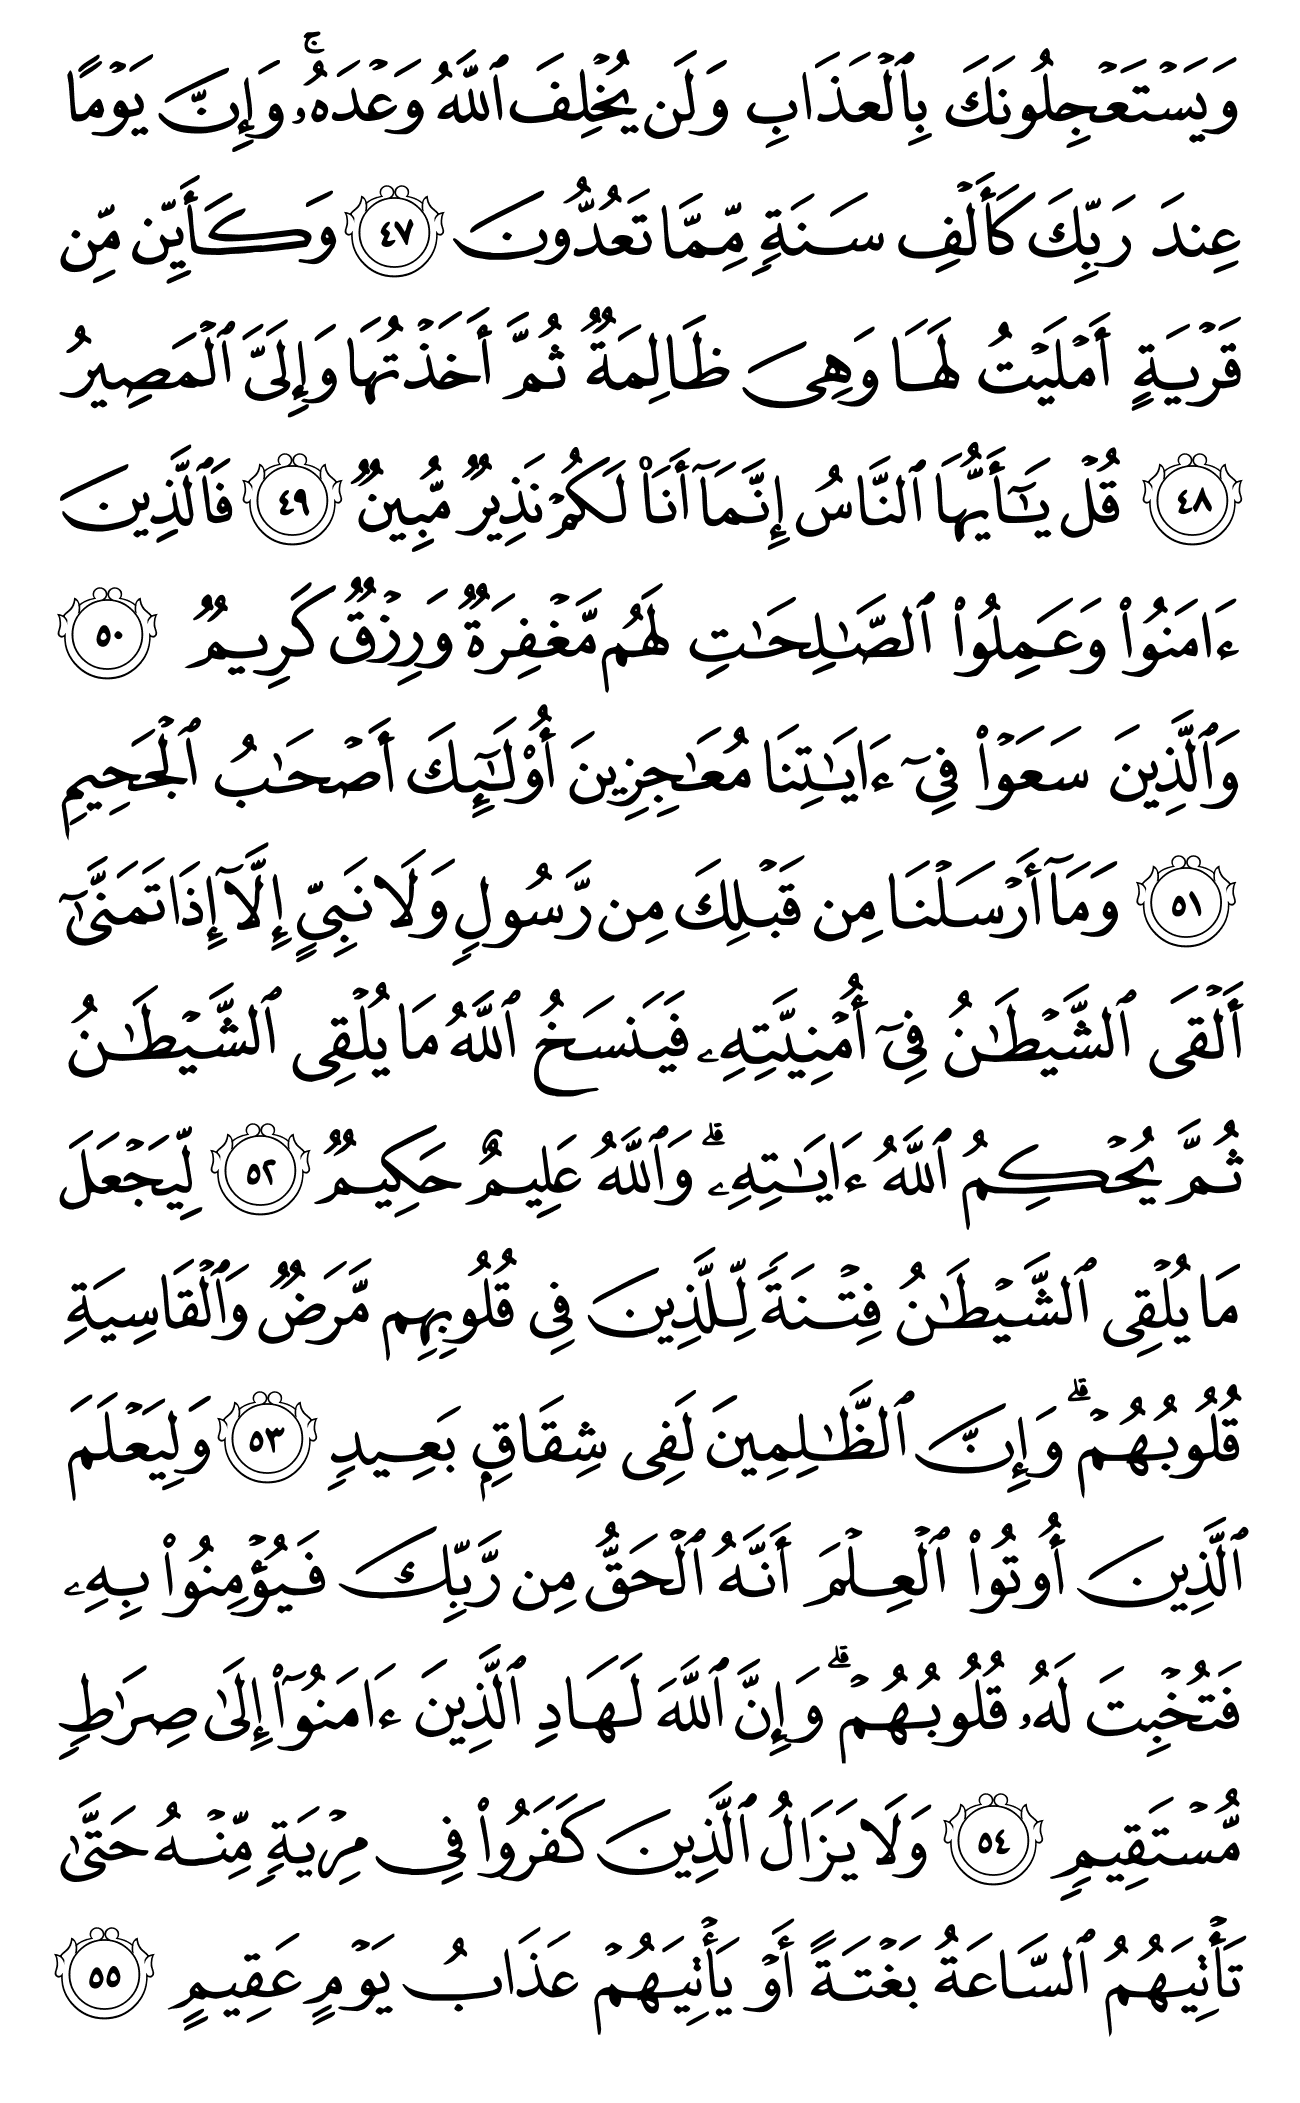 وَيَسۡتَعۡجِلُونَكَ بِٱلۡعَذَابِ وَلَن يُخۡلِفَ ٱللَّهُ وَعۡدَهُۥۚ وَإِنَّ يَوۡمًا
عِندَ رَبِّكَ كَأَلۡفِ سَنَةٖ مِّمَّا تَعُدُّونَ ٤٧ وَكَأَيِّن مِّن
قَرۡيَةٍ أَمۡلَيۡتُ لَهَا وَهِيَ ظَالِمَةٞ ثُمَّ أَخَذۡتُهَا وَإِلَيَّ ٱلۡمَصِيرُ
٤٨ قُلۡ يَٰٓأَيُّهَا ٱلنَّاسُ إِنَّمَآ أَنَا۠ لَكُمۡ نَذِيرٞ مُّبِينٞ ٤٩ فَٱلَّذِينَ
ءَامَنُواْ وَعَمِلُواْ ٱلصَّٰلِحَٰتِ لَهُم مَّغۡفِرَةٞ وَرِزۡقٞ كَرِيمٞ ٥٠
وَٱلَّذِينَ سَعَوۡاْ فِيٓ ءَايَٰتِنَا مُعَٰجِزِينَ أُوْلَٰٓئِكَ أَصۡحَٰبُ ٱلۡجَحِيمِ
٥١ وَمَآ أَرۡسَلۡنَا مِن قَبۡلِكَ مِن رَّسُولٖ وَلَا نَبِيٍّ إِلَّآ إِذَا تَمَنَّىٰٓ
أَلۡقَى ٱلشَّيۡطَٰنُ فِيٓ أُمۡنِيَّتِهِۦ فَيَنسَخُ ٱللَّهُ مَا يُلۡقِي ٱلشَّيۡطَٰنُ
ثُمَّ يُحۡكِمُ ٱللَّهُ ءَايَٰتِهِۦۗ وَٱللَّهُ عَلِيمٌ حَكِيمٞ ٥٢ لِّيَجۡعَلَ
مَا يُلۡقِي ٱلشَّيۡطَٰنُ فِتۡنَةٗ لِّلَّذِينَ فِي قُلُوبِهِم مَّرَضٞ وَٱلۡقَاسِيَةِ
قُلُوبُهُمۡۗ وَإِنَّ ٱلظَّٰلِمِينَ لَفِي شِقَاقِۭ بَعِيدٖ ٥٣ وَلِيَعۡلَمَ
ٱلَّذِينَ أُوتُواْ ٱلۡعِلۡمَ أَنَّهُ ٱلۡحَقُّ مِن رَّبِّكَ فَيُؤۡمِنُواْ بِهِۦ
فَتُخۡبِتَ لَهُۥ قُلُوبُهُمۡۗ وَإِنَّ ٱللَّهَ لَهَادِ ٱلَّذِينَ ءَامَنُوٓاْ إِلَىٰ صِرَٰطٖ
مُّسۡتَقِيمٖ ٥٤ وَلَا يَزَالُ ٱلَّذِينَ كَفَرُواْ فِي مِرۡيَةٖ مِّنۡهُ حَتَّىٰ
تَأۡتِيَهُمُ ٱلسَّاعَةُ بَغۡتَةً أَوۡ يَأۡتِيَهُمۡ عَذَابُ يَوۡمٍ عَقِيمٍ ٥٥